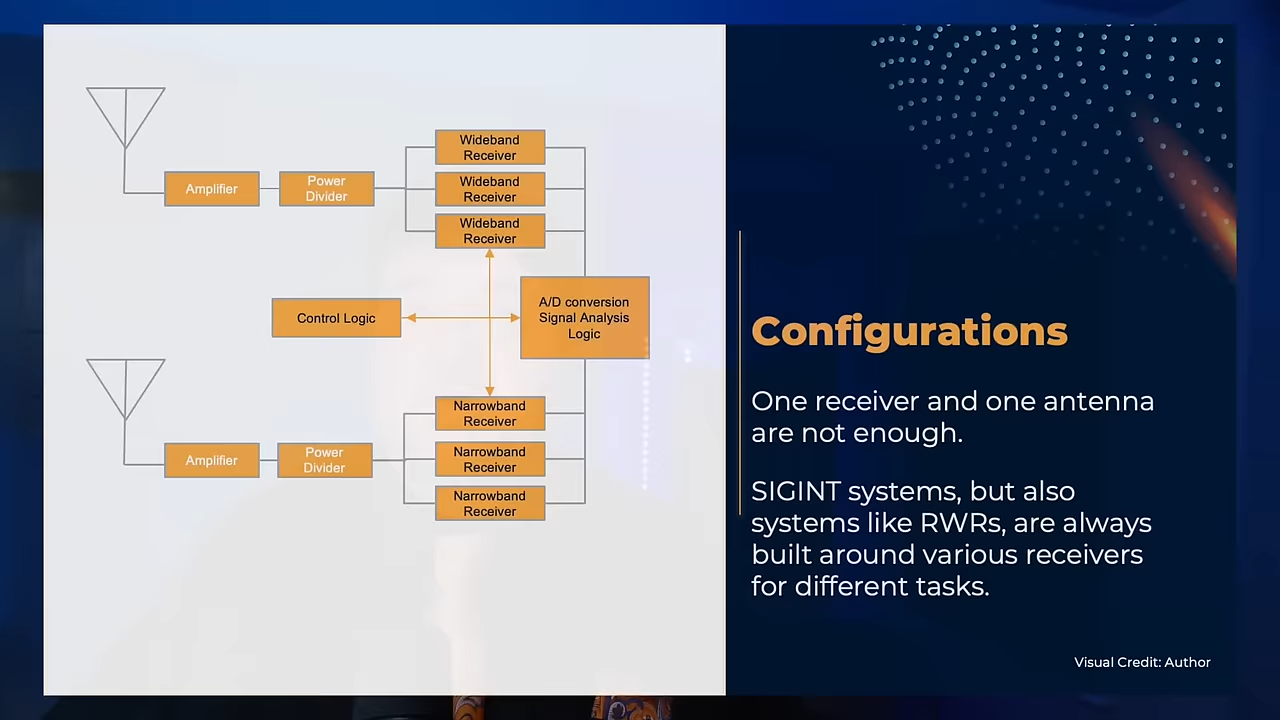 Wideband
Receiver
Amplifier
Power
Divider
Wideband
Receiver
Wideband
Receiver
Control Logic
A/D conversion
Signal Analysis
Logic
Narrowband
Receiver
Amplifier
Power
Divider
Narrowband
Receiver
Narrowband
Receiver
Configurations
One receiver and one antenna
are not enough.
SIGINT systems, but also
systems like RWRs, are always
built around various receivers
for different tasks.
Visual Credit: Author